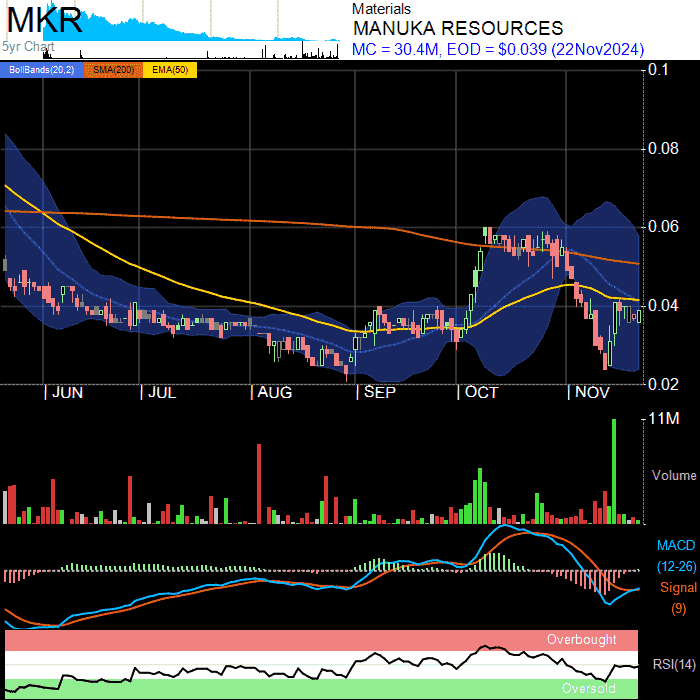 MKR
5yr Chart
Materials
MANUKA RESOURCES
MC = 30.4M, EOD = $0.039 (22Nov2024)
BollBands(20,2) SMA(200) EMA(50)
0.1
0.08
0.06
0.04
0.02
JUN JUL AUG SEP OCT NOV
11M
Volume
MACD
(12-26)
Signal
(9)
Overbought
RSI(14)
Oversold